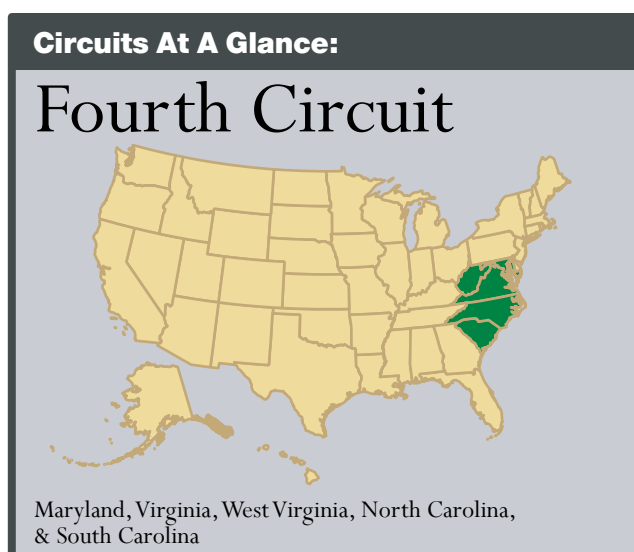 Circuits At A Glance:
Fourth Circuit
Maryland, Virginia, West Virginia, North Carolina,
& South Carolina